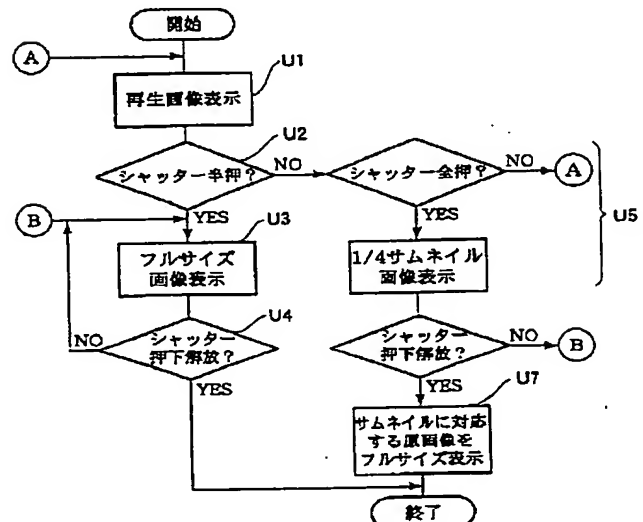 開始
A
U1
再生画像表示
U2
シャッター半押?
NO
シャッター全押?
NO
A
B
YES
U3
YES
U5
フルサイズ
画像表示
1/4サムネイル
画像表示
U4
NO
シャッター
押下解放?
シャッター
押下解放?
NO
B
YES
YES
U7
サムネイルに対応
する原画像を
フルサイズ表示
終了